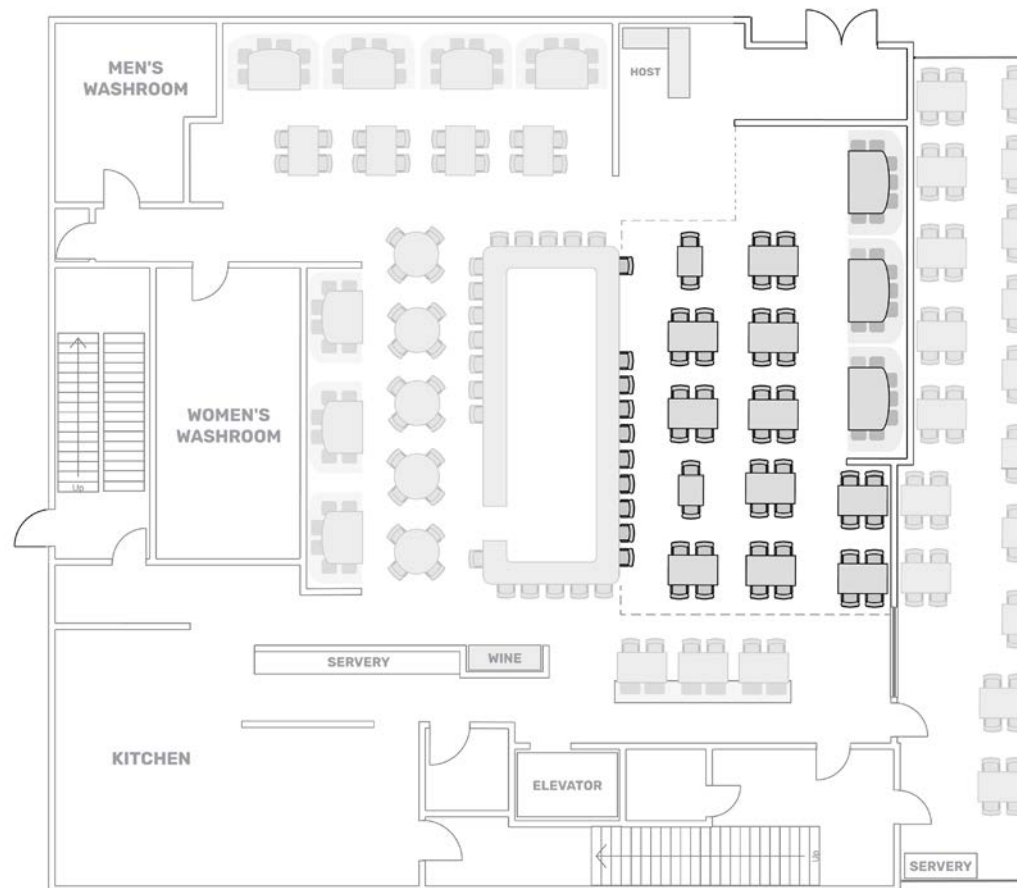 MEN'S
WASHROOM
HOST
WOMEN'S
WASHROOM
Up
SERVERY
WINE
KITCHEN
ELEVATOR
Up
SERVERY